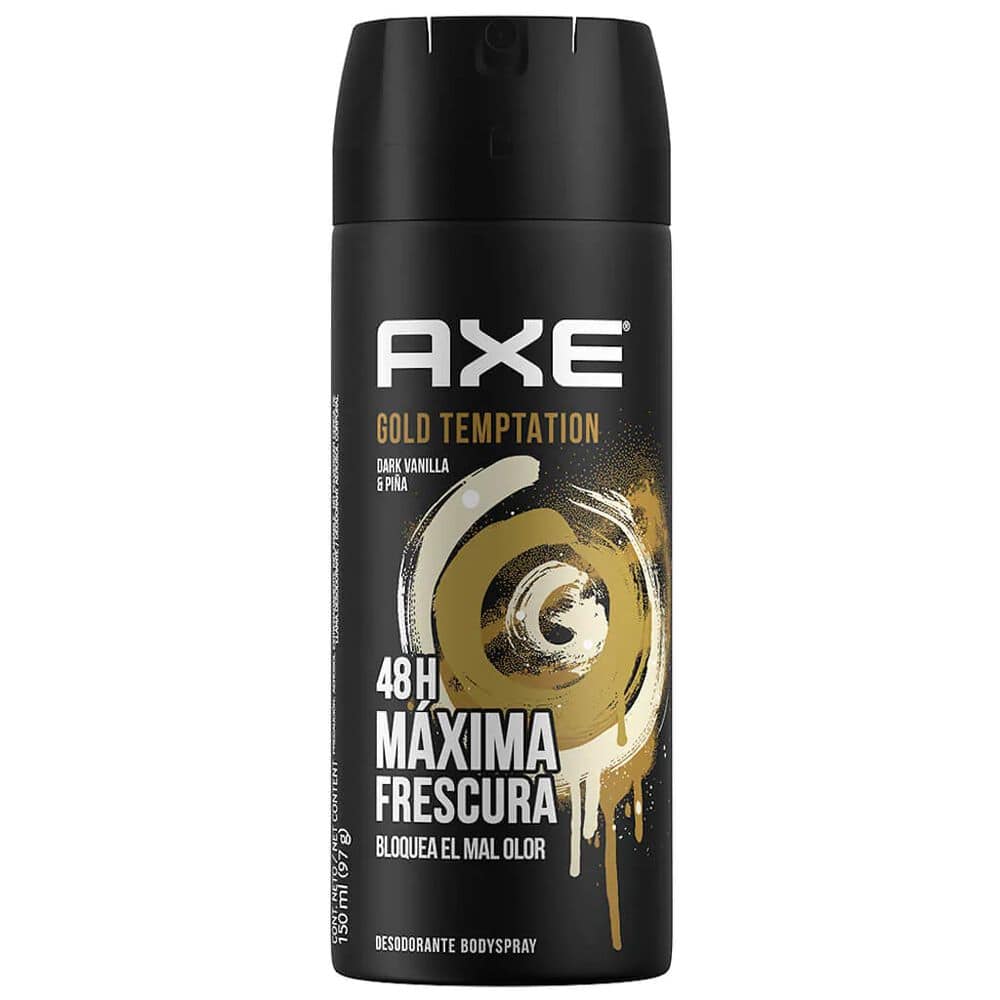 AXE®
GOLD TEMPTATION
DARK VANILLA
& PIÑA
48H
MÁXIMA
FRESCURA
BLOQUEA EL MAL OLOR
DESODORANTE BODYSPRAY
CONT. NETO / NET CONTENT
150 ml (97 g)